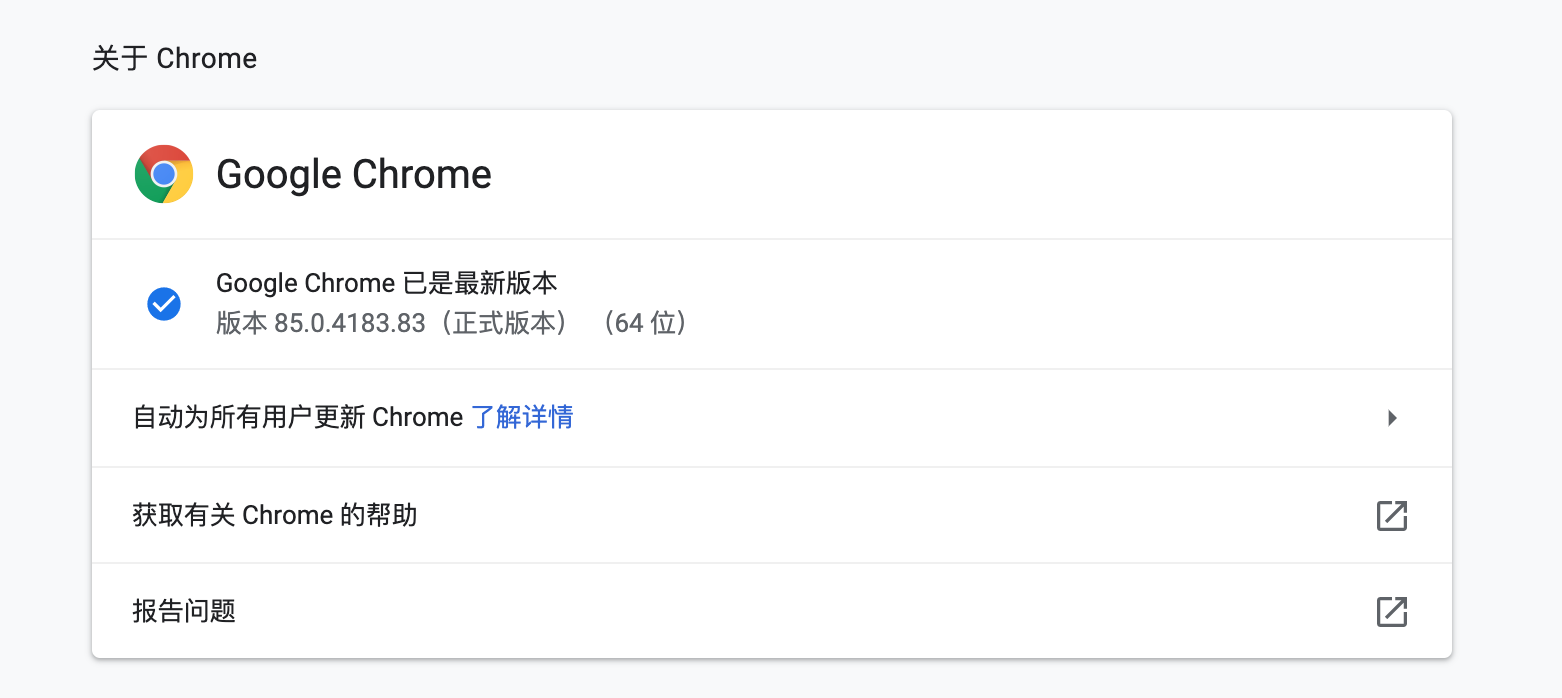 关于 Chrome
Google Chrome
Google Chrome 已是最新版本
版本 85.0.4183.83（正式版本） （64 位）
自动为所有用户更新 Chrome 了解详情
获取有关 Chrome 的帮助
报告问题